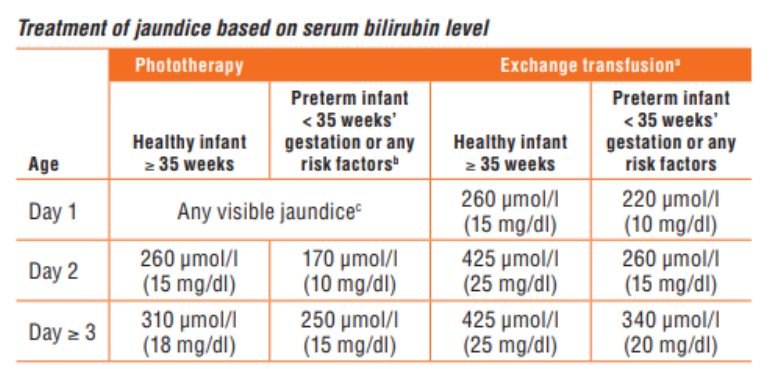 Treatment of jaundice based on serum bilirubin level
Phototherapy Exchange transfusionᵃ
Age
Healthy infant
≥ 35 weeks
Preterm infant
< 35 weeks’
gestation or any
risk factorsᵇ
Healthy infant
≥ 35 weeks
Preterm infant
< 35 weeks’
gestation or any
risk factors
Day 1
Any visible jaundiceᶜ
260 µmol/l
(15 mg/dl)
220 µmol/l
(10 mg/dl)
Day 2
260 µmol/l
(15 mg/dl)
170 µmol/l
(10 mg/dl)
425 µmol/l
(25 mg/dl)
260 µmol/l
(15 mg/dl)
Day ≥ 3
310 µmol/l
(18 mg/dl)
250 µmol/l
(15 mg/dl)
425 µmol/l
(25 mg/dl)
340 µmol/l
(20 mg/dl)